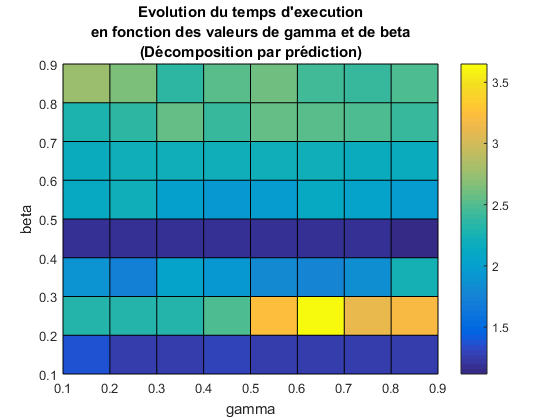 Evolution du temps d'execution
en fonction des valeurs de gamma et de beta
(Décomposition par prédiction)
0.9
0.8
0.7
0.6
0.5
0.4
0.3
0.2
0.1
beta
0.1 0.2 0.3 0.4 0.5 0.6 0.7 0.8 0.9
gamma
3.5
3
2.5
2
1.5